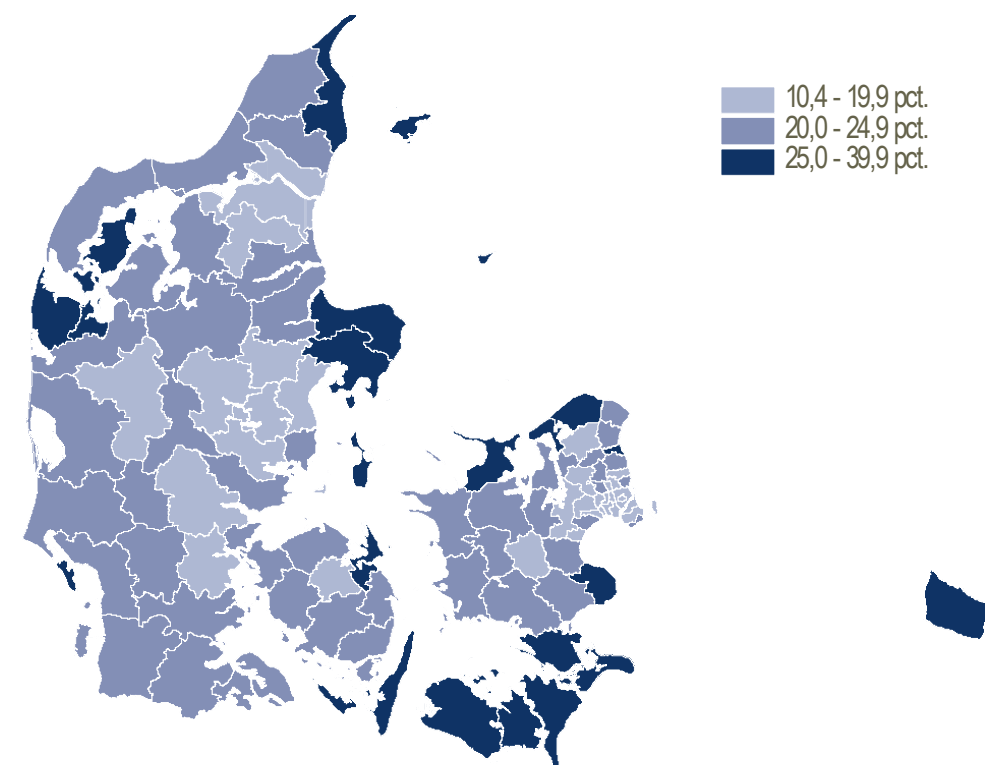 10,4 - 19,9 pct.
20,0 - 24,9 pct.
25,0 - 39,9 pct.